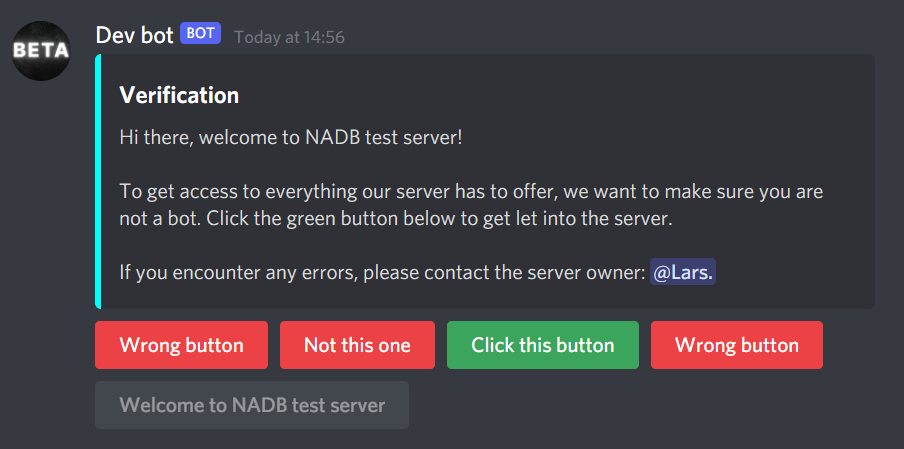 BETA
Dev bot BOT Today at 14:56
Verification
Hi there, welcome to NADB test server!
To get access to everything our server has to offer, we want to make sure you are
not a bot. Click the green button below to get let into the server.
If you encounter any errors, please contact the server owner: @Lars.
Wrong button Not this one Click this button Wrong button
Welcome to NADB test server